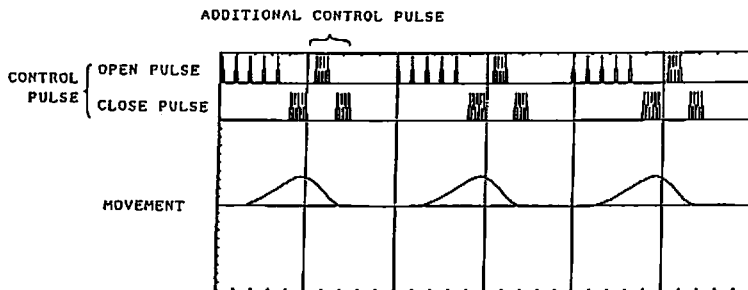 ADDITIONAL CONTROL PULSE
CONTROL PULSE
OPEN PULSE
CLOSE PULSE
MOVEMENT